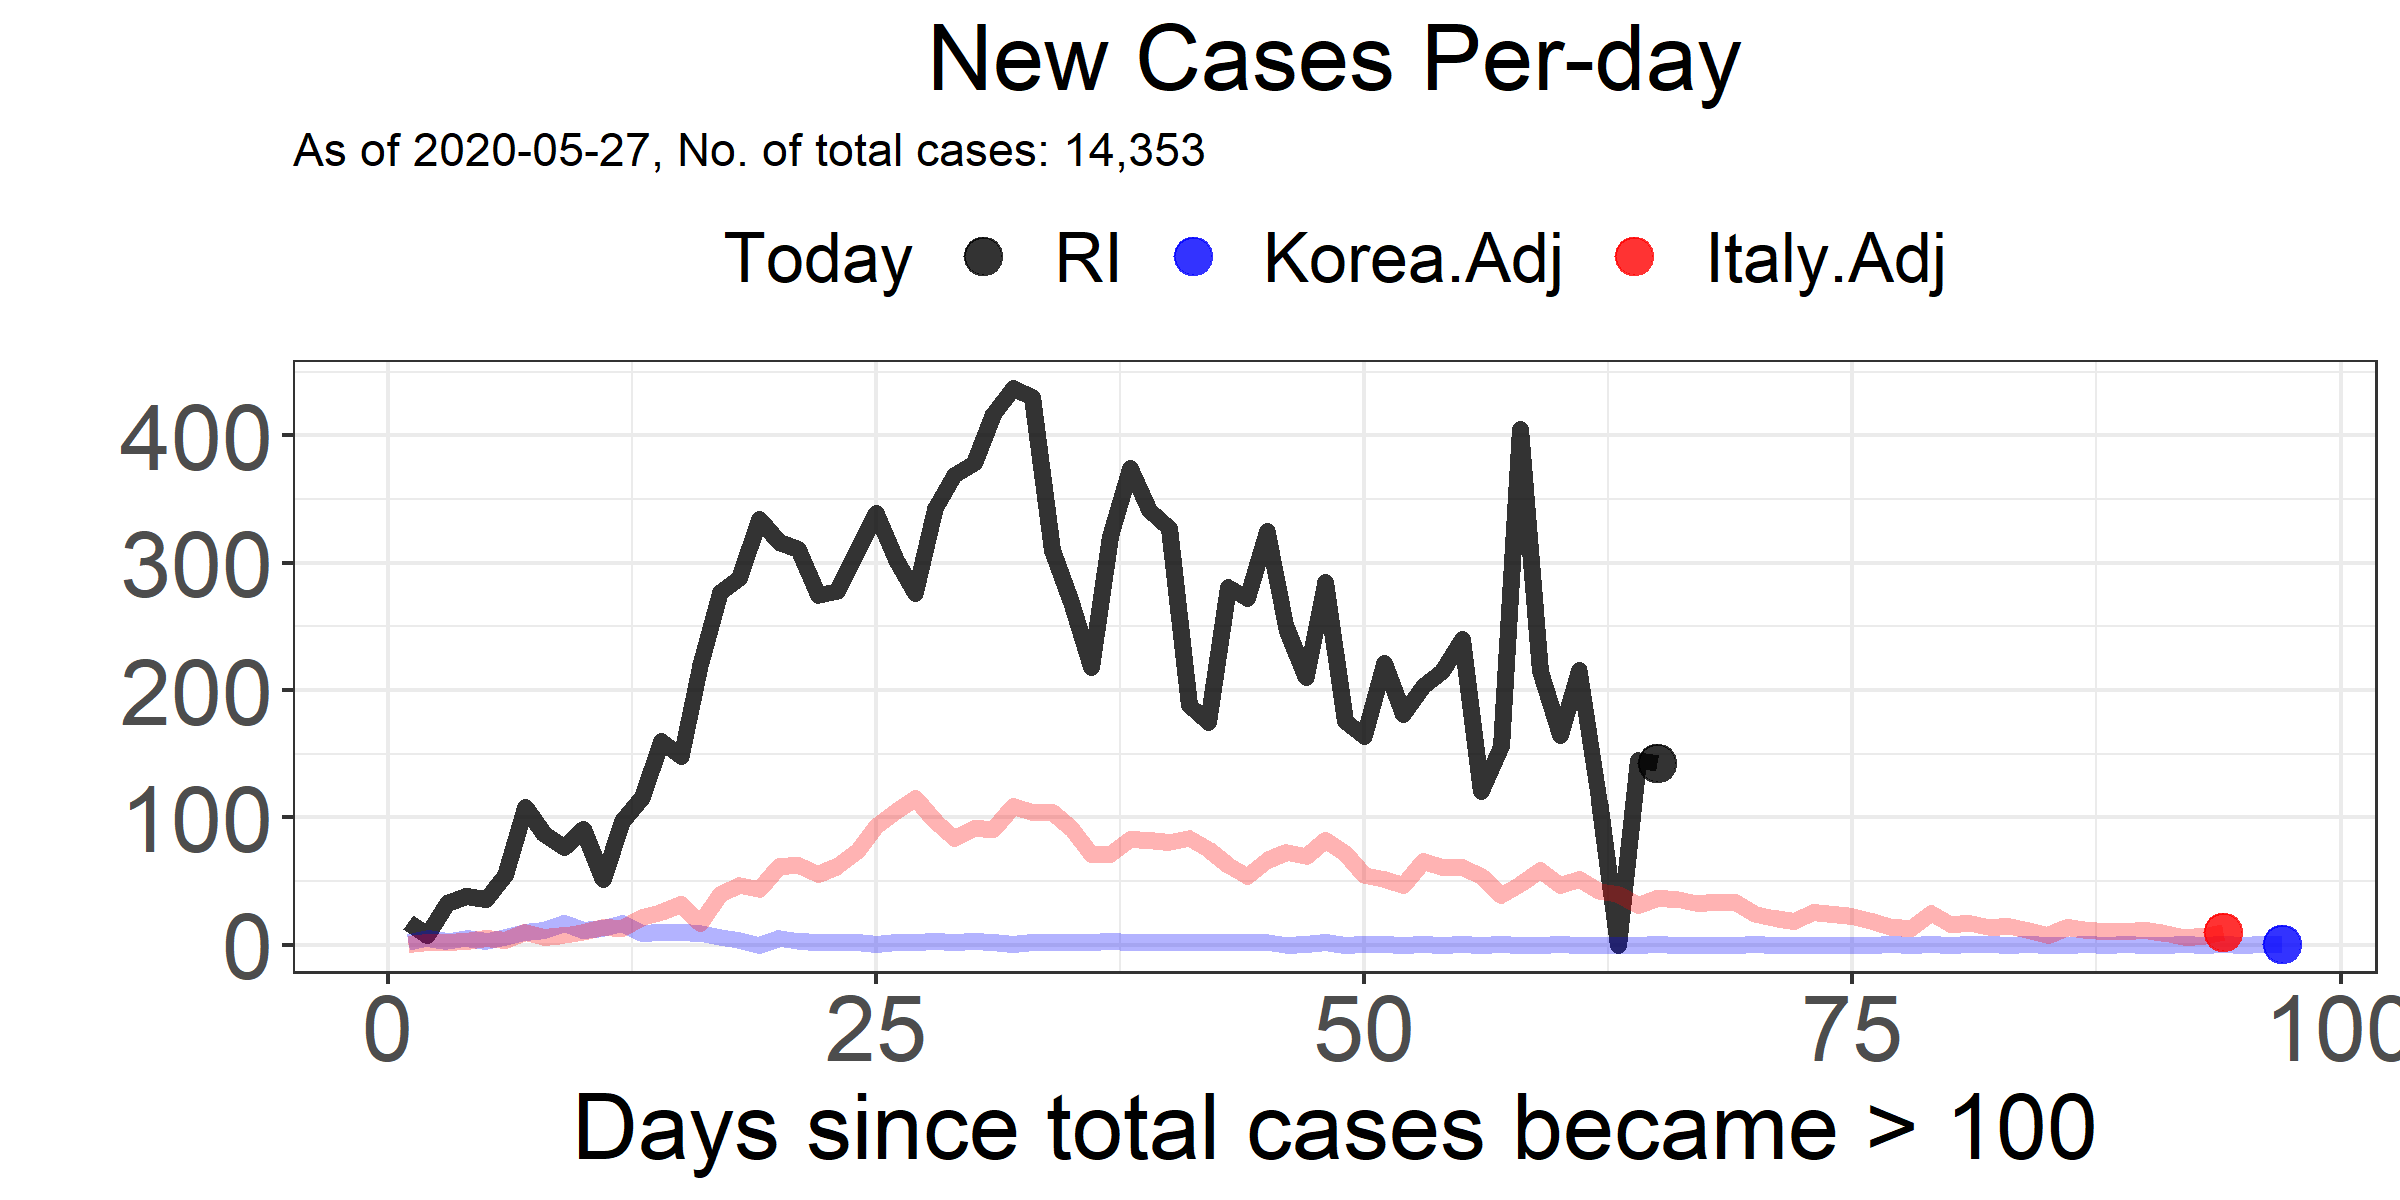 New Cases Per-day
As of 2020-05-27, No. of total cases: 14,353
Today RI Korea.Adj Italy.Adj
400
300
200
100
0
0 25 50 75 100
Days since total cases became > 100